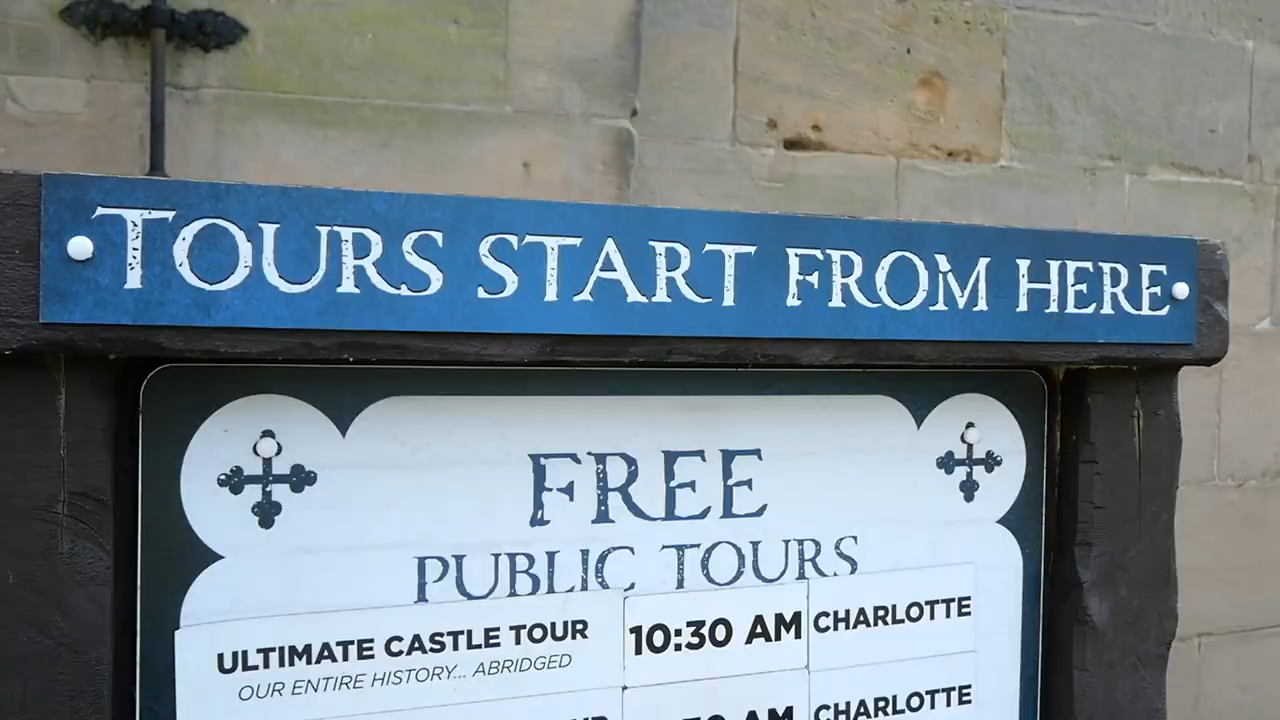 TOURS START FROM HERE
FREE
PUBLIC TOURS
ULTIMATE CASTLE TOUR 10:30 AM CHARLOTTE
OUR ENTIRE HISTORY... ABRIDGED
AM CHARLOTTE